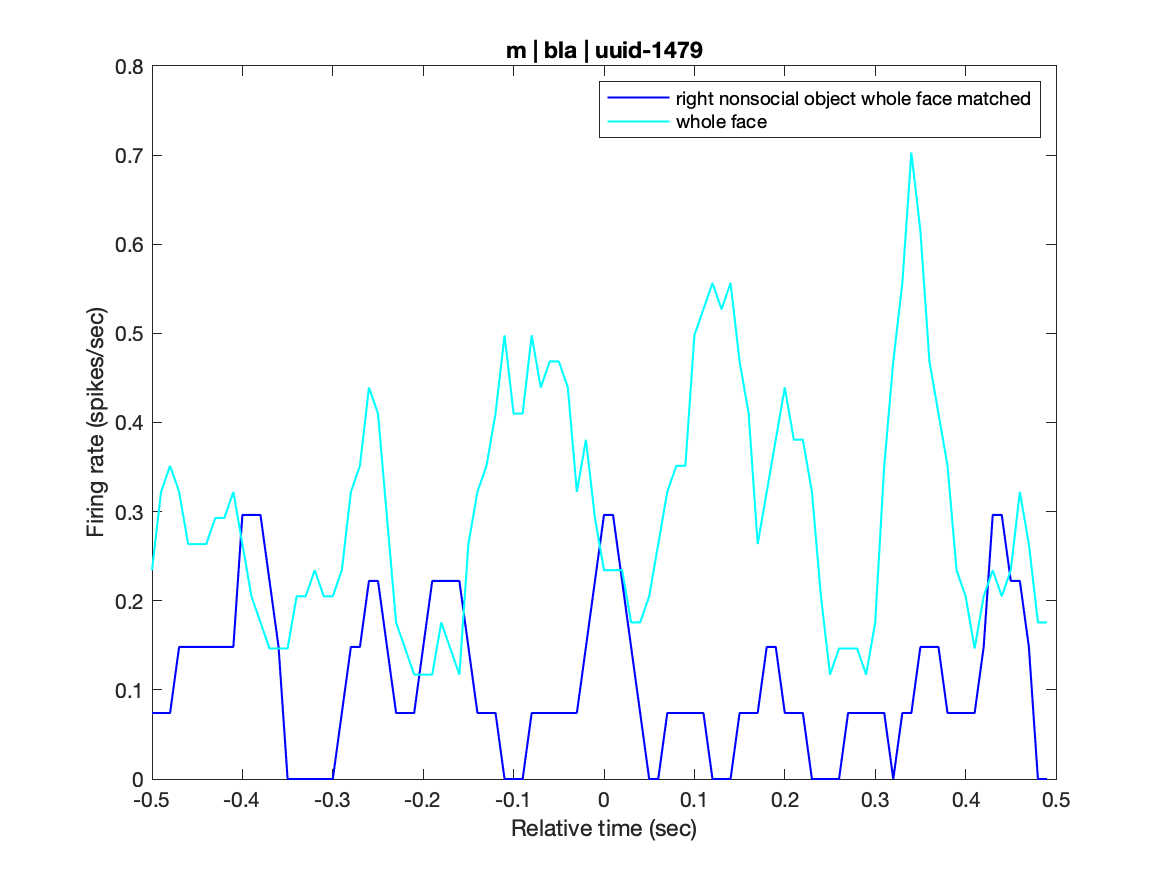 m | bla | uuid-1479
right nonsocial object whole face matched
whole face
Firing rate (spikes/sec)
0.8
0.7
0.6
0.5
0.4
0.3
0.2
0.1
0
-0.5 -0.4 -0.3 -0.2 -0.1 0 0.1 0.2 0.3 0.4 0.5
Relative time (sec)